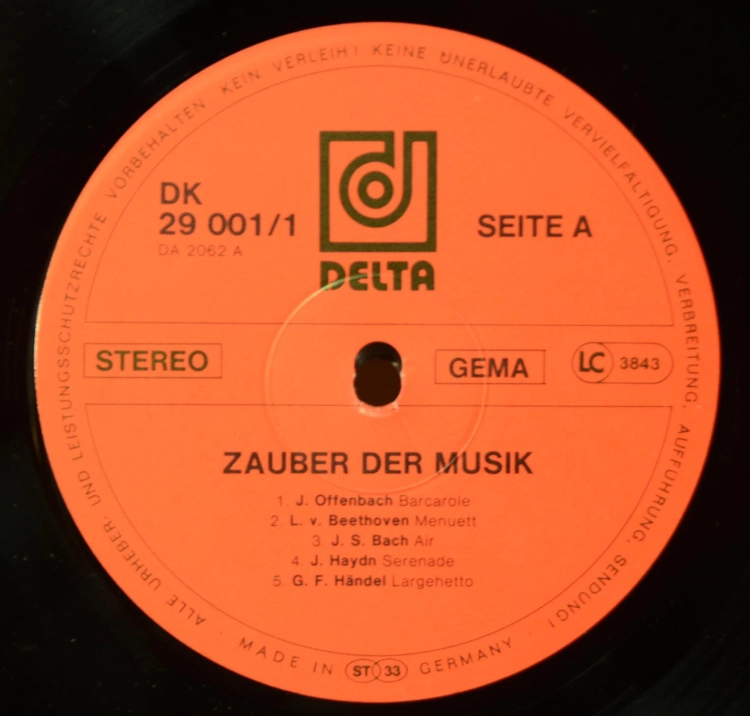 ALLE URHEBER- UND LEISTUNGSSCHUTZRECHTE VORBEHALTEN KEIN VERLEIH! KEINE UNERLAUBTE VERVIELFÄLTIGUNG, VERBREITUNG, AUFFÜHRUNG, SENDUNG!
DK
29 001/1
DA 2062 A
DELTA
SEITE A
STEREO
GEMA
LC 3843
ZAUBER DER MUSIK
1. J. Offenbach Barcarole
2. L. v. Beethoven Menuett
3. J. S. Bach Air
4. J. Haydn Serenade
5. G. F. Händel Largehetto
MADE IN ST 33 GERMANY